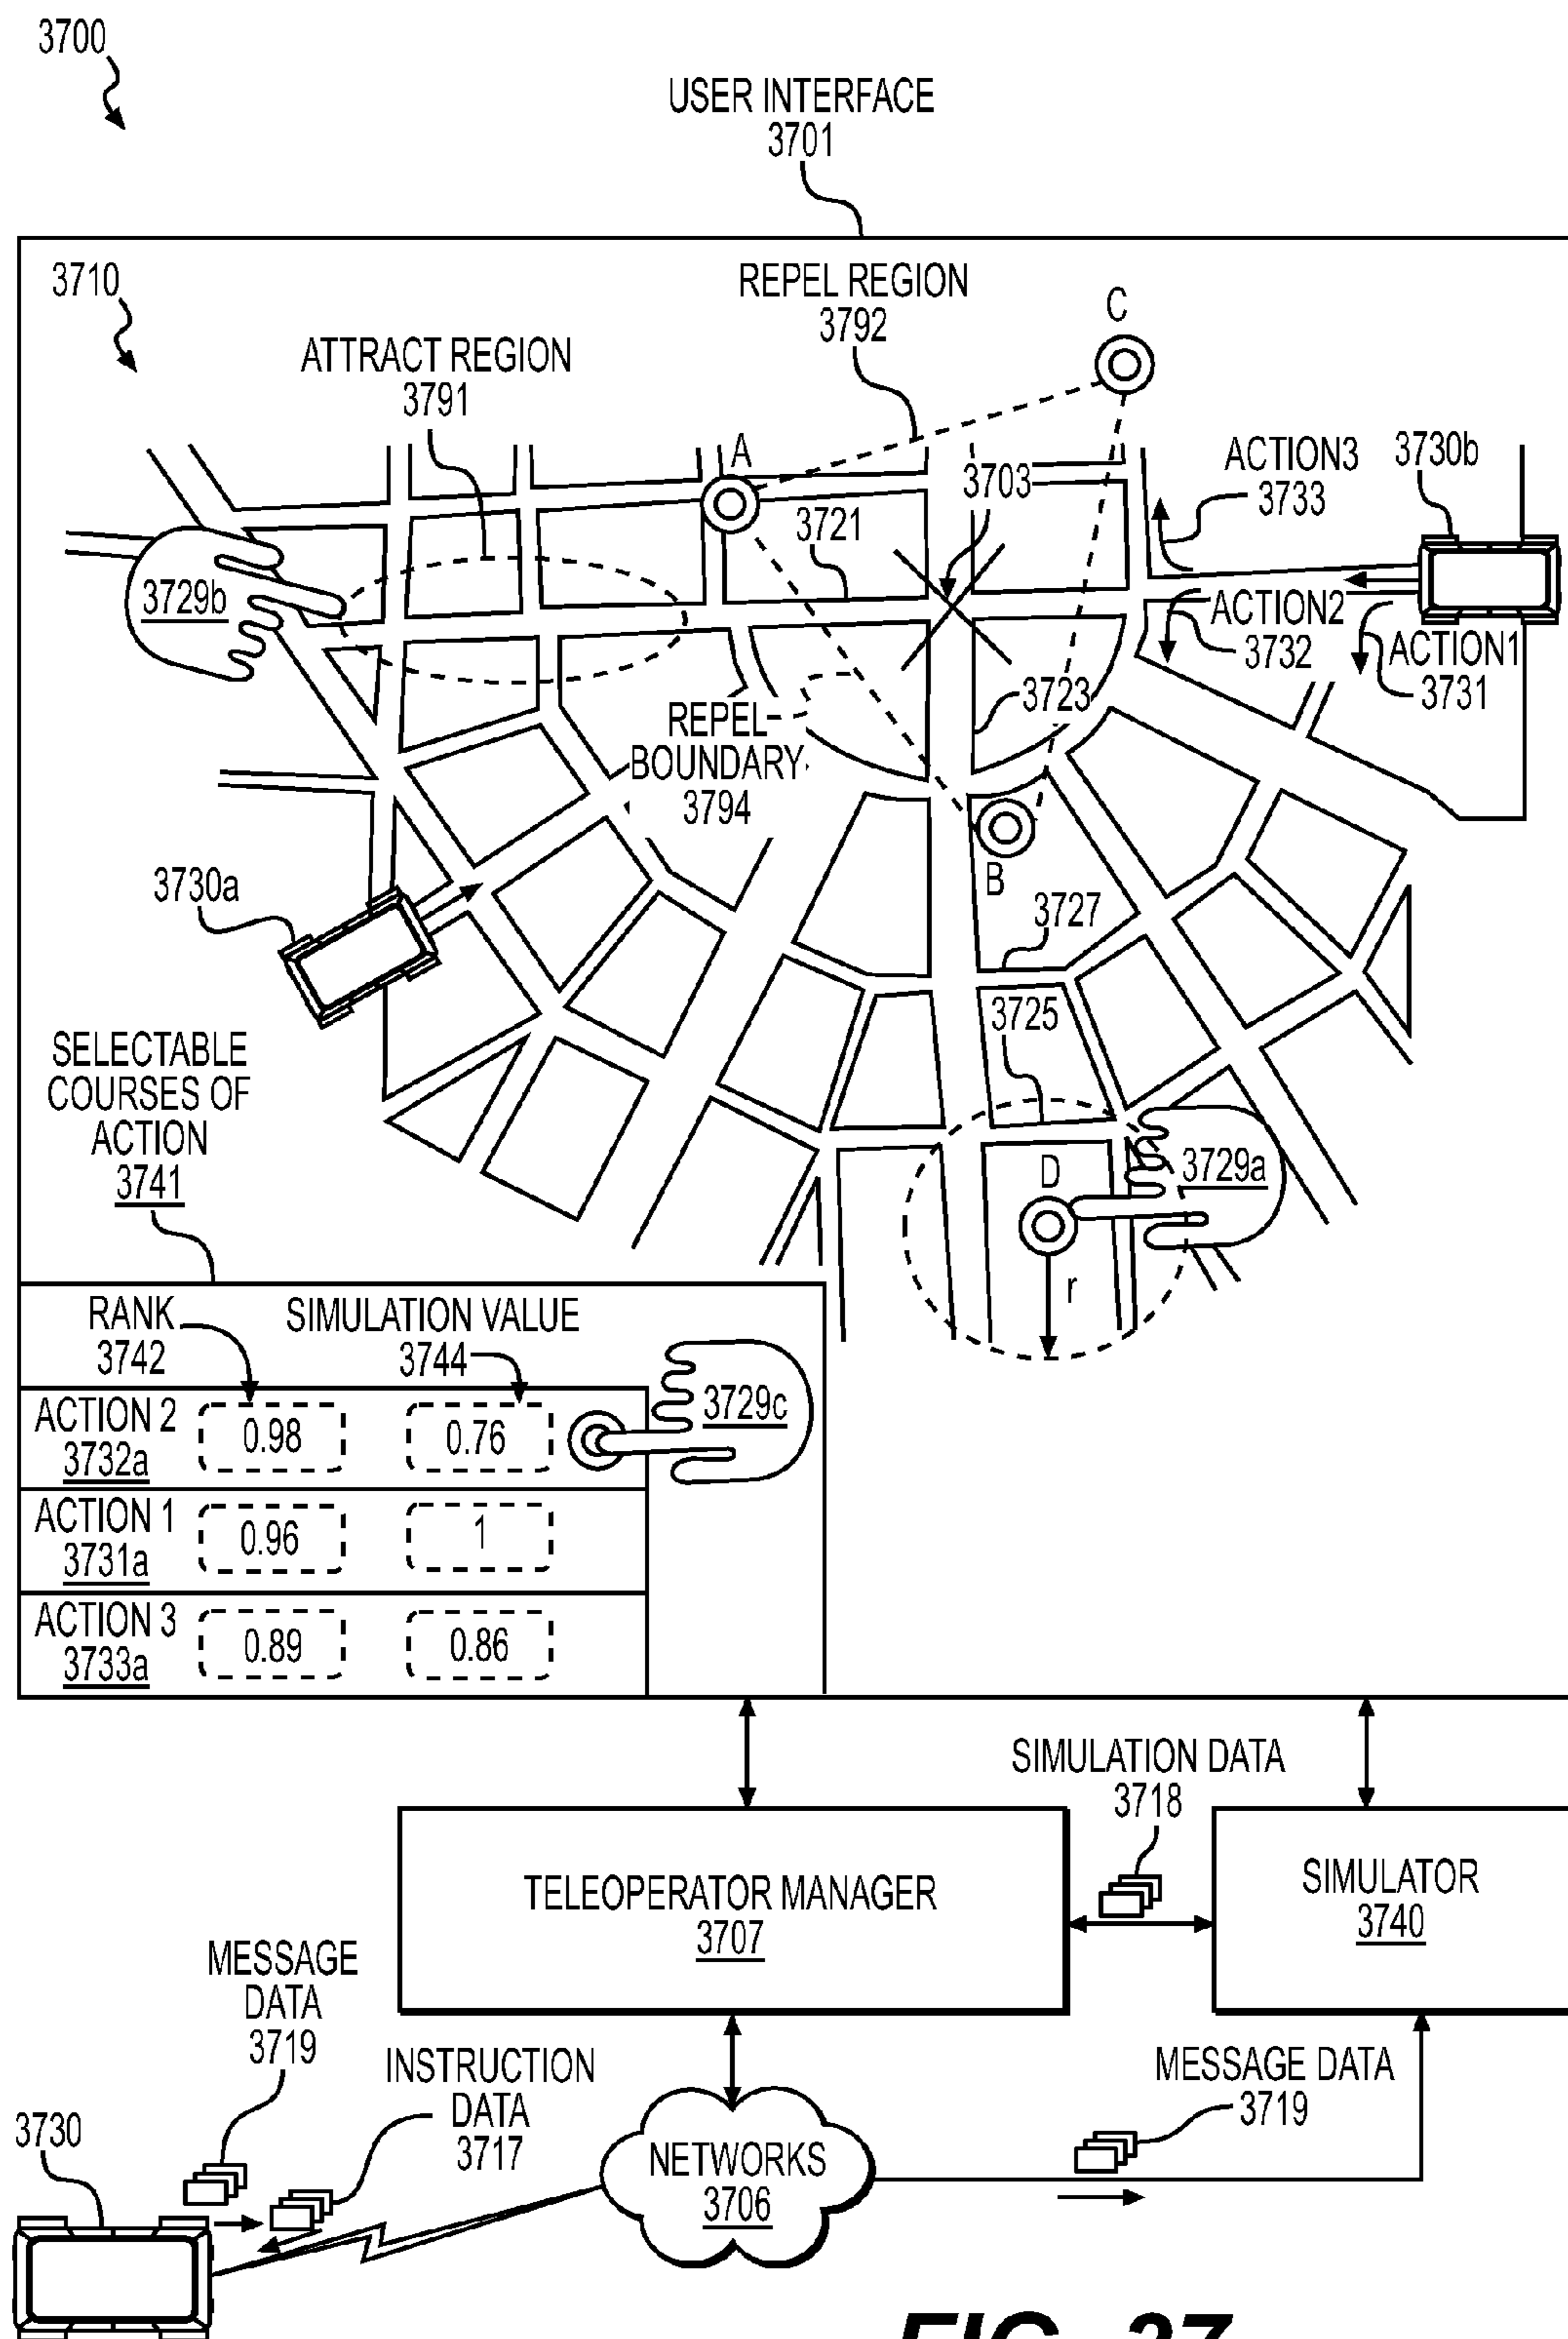 3700
USER INTERFACE
3701
3710
REPEL REGION
3792
C
ATTRACT REGION
3791
A
ACTION3
3733
3730b
3703
3721
3729b
ACTION2
3732
ACTION1
3731
3723
REPEL
BOUNDARY
3794
B
3730a
3727
3725
SELECTABLE
COURSES OF
ACTION
3741
D
3729a
r
RANK
3742
SIMULATION VALUE
3744
3729c
ACTION 2
3732a
0.98
0.76
ACTION 1
3731a
0.96
1
ACTION 3
3733a
0.89
0.86
SIMULATION DATA
3718
TELEOPERATOR MANAGER
3707
SIMULATOR
3740
MESSAGE
DATA
3719
INSTRUCTION
DATA
3717
MESSAGE DATA
3719
3730
NETWORKS
3706
FIG. 37